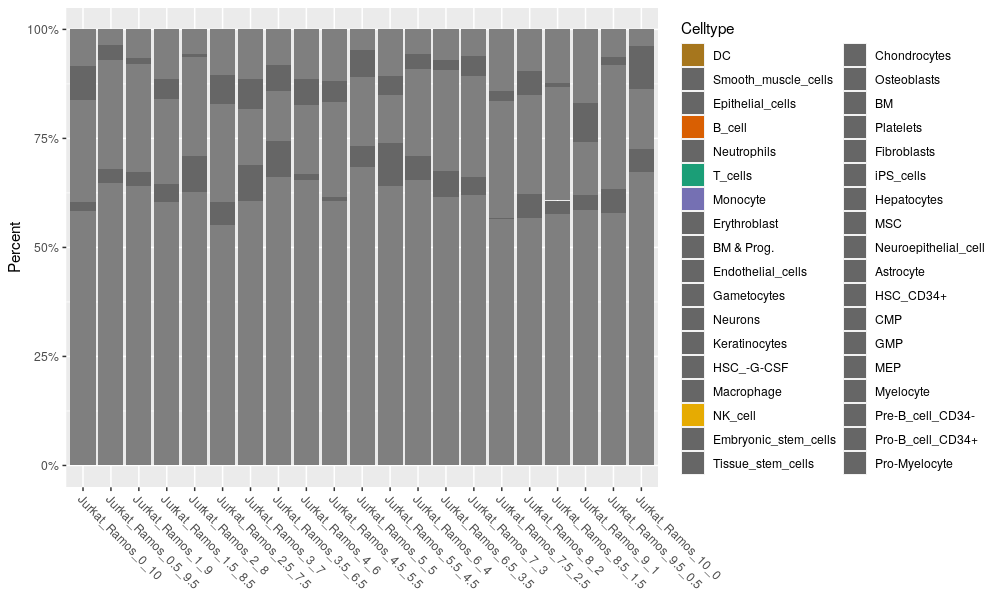 Percent
100%
75%
50%
25%
0%
Jurkat_Ramos_0_10
Jurkat_Ramos_0.5_9.5
Jurkat_Ramos_1_9
Jurkat_Ramos_1.5_8.5
Jurkat_Ramos_2_8
Jurkat_Ramos_2.5_7.5
Jurkat_Ramos_3_7
Jurkat_Ramos_3.5_6.5
Jurkat_Ramos_4_6
Jurkat_Ramos_4.5_5.5
Jurkat_Ramos_5_5
Jurkat_Ramos_5.5_4.5
Jurkat_Ramos_6_4
Jurkat_Ramos_6.5_3.5
Jurkat_Ramos_7_3
Jurkat_Ramos_7.5_2.5
Jurkat_Ramos_8_2
Jurkat_Ramos_8.5_1.5
Jurkat_Ramos_9_1
Jurkat_Ramos_9.5_0.5
Jurkat_Ramos_10_0
Celltype
DC
Smooth_muscle_cells
Epithelial_cells
B_cell
Neutrophils
T_cells
Monocyte
Erythroblast
BM & Prog.
Endothelial_cells
Gametocytes
Neurons
Keratinocytes
HSC_-G-CSF
Macrophage
NK_cell
Embryonic_stem_cells
Tissue_stem_cells
Chondrocytes
Osteoblasts
BM
Platelets
Fibroblasts
iPS_cells
Hepatocytes
MSC
Neuroepithelial_cell
Astrocyte
HSC_CD34+
CMP
GMP
MEP
Myelocyte
Pre-B_cell_CD34-
Pro-B_cell_CD34+
Pro-Myelocyte